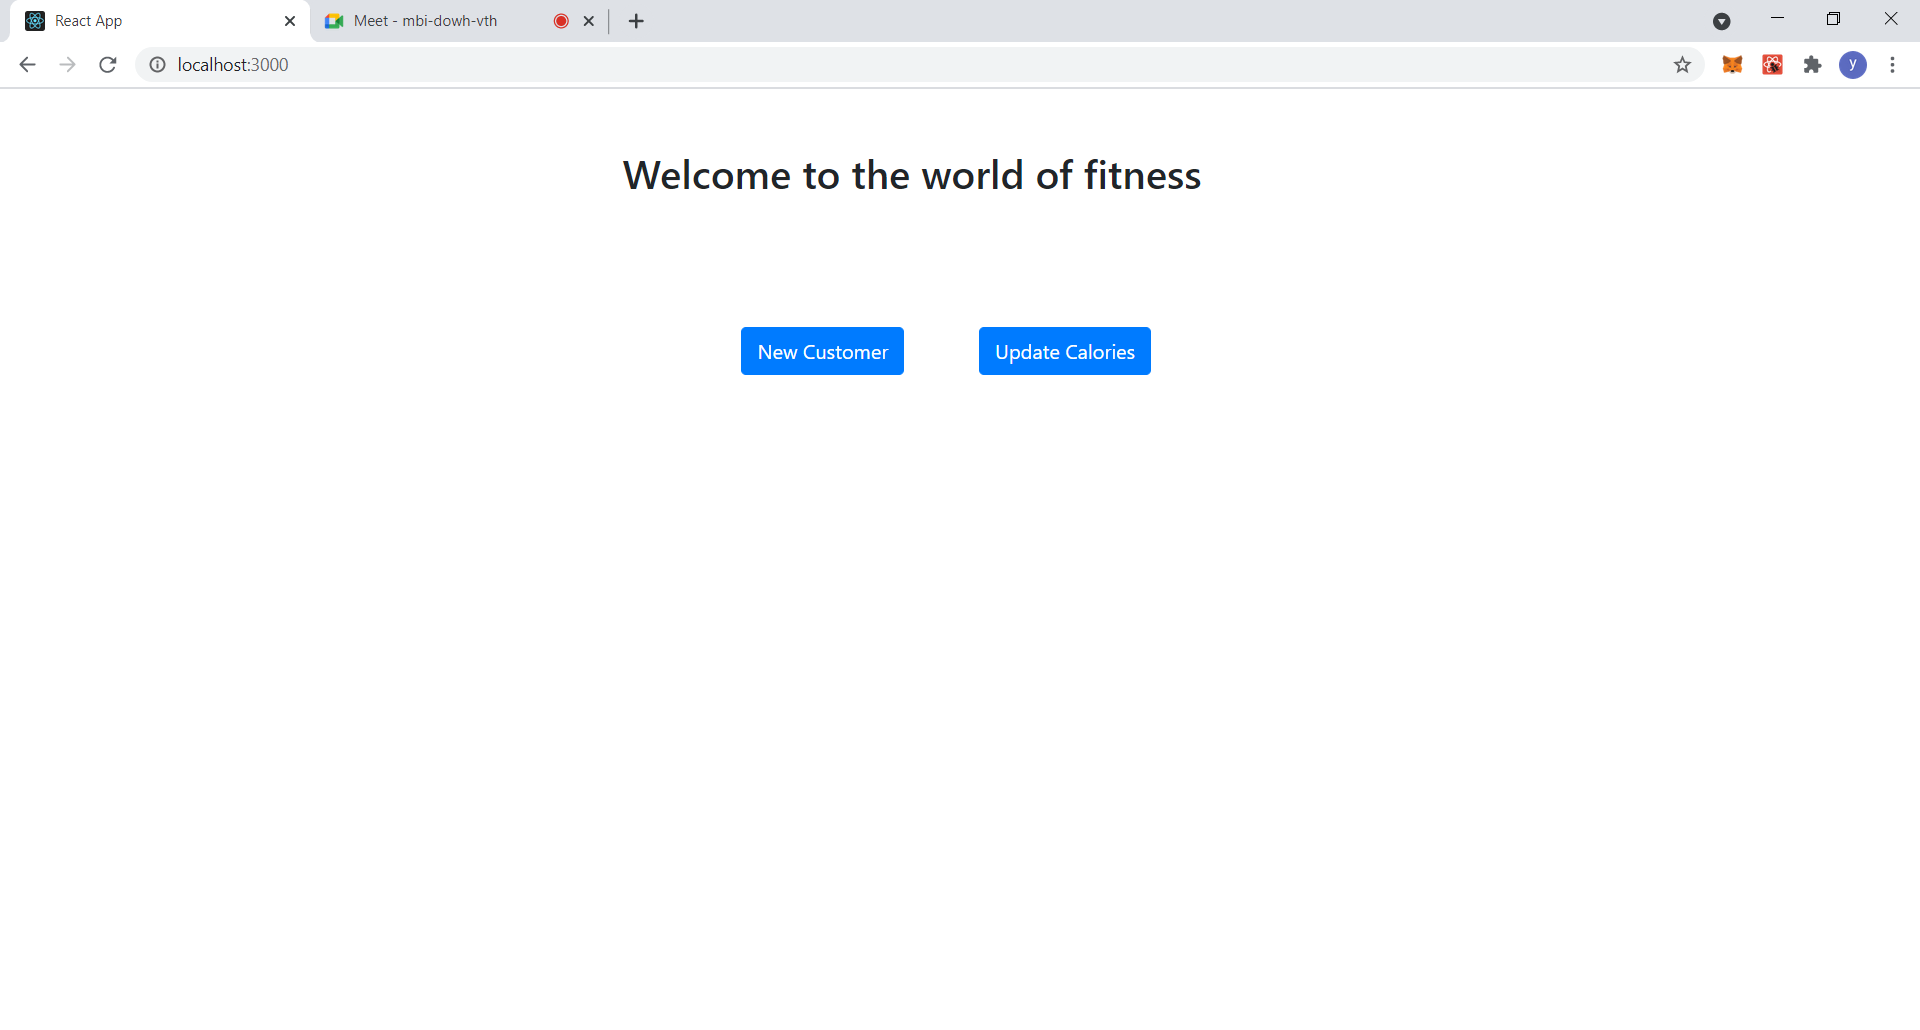 React App
Meet - mbi-dowh-vth
localhost:3000
y
Welcome to the world of fitness
New Customer
Update Calories